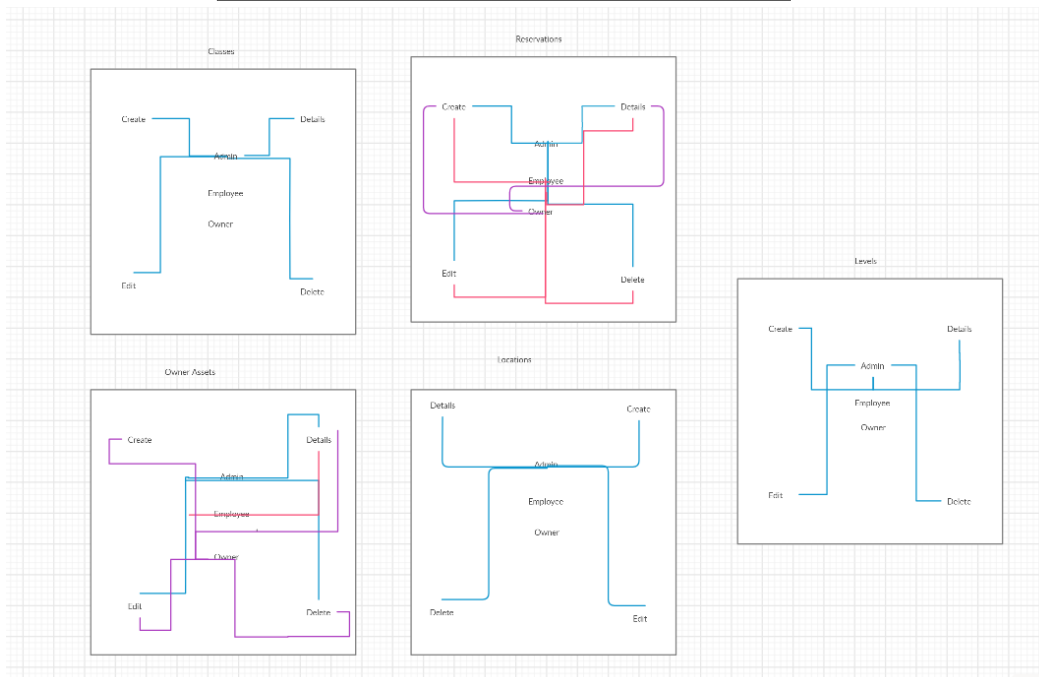 Classes
Create
Details
Admin
Employee
Owner
Edit
Delete
Reservations
Create
Details
Admin
Employee
Owner
Edit
Delete
Levels
Create
Details
Admin
Employee
Owner
Edit
Delete
Owner Assets
Create
Details
Admin
Employee
Owner
Edit
Delete
Locations
Details
Create
Admin
Employee
Owner
Delete
Edit